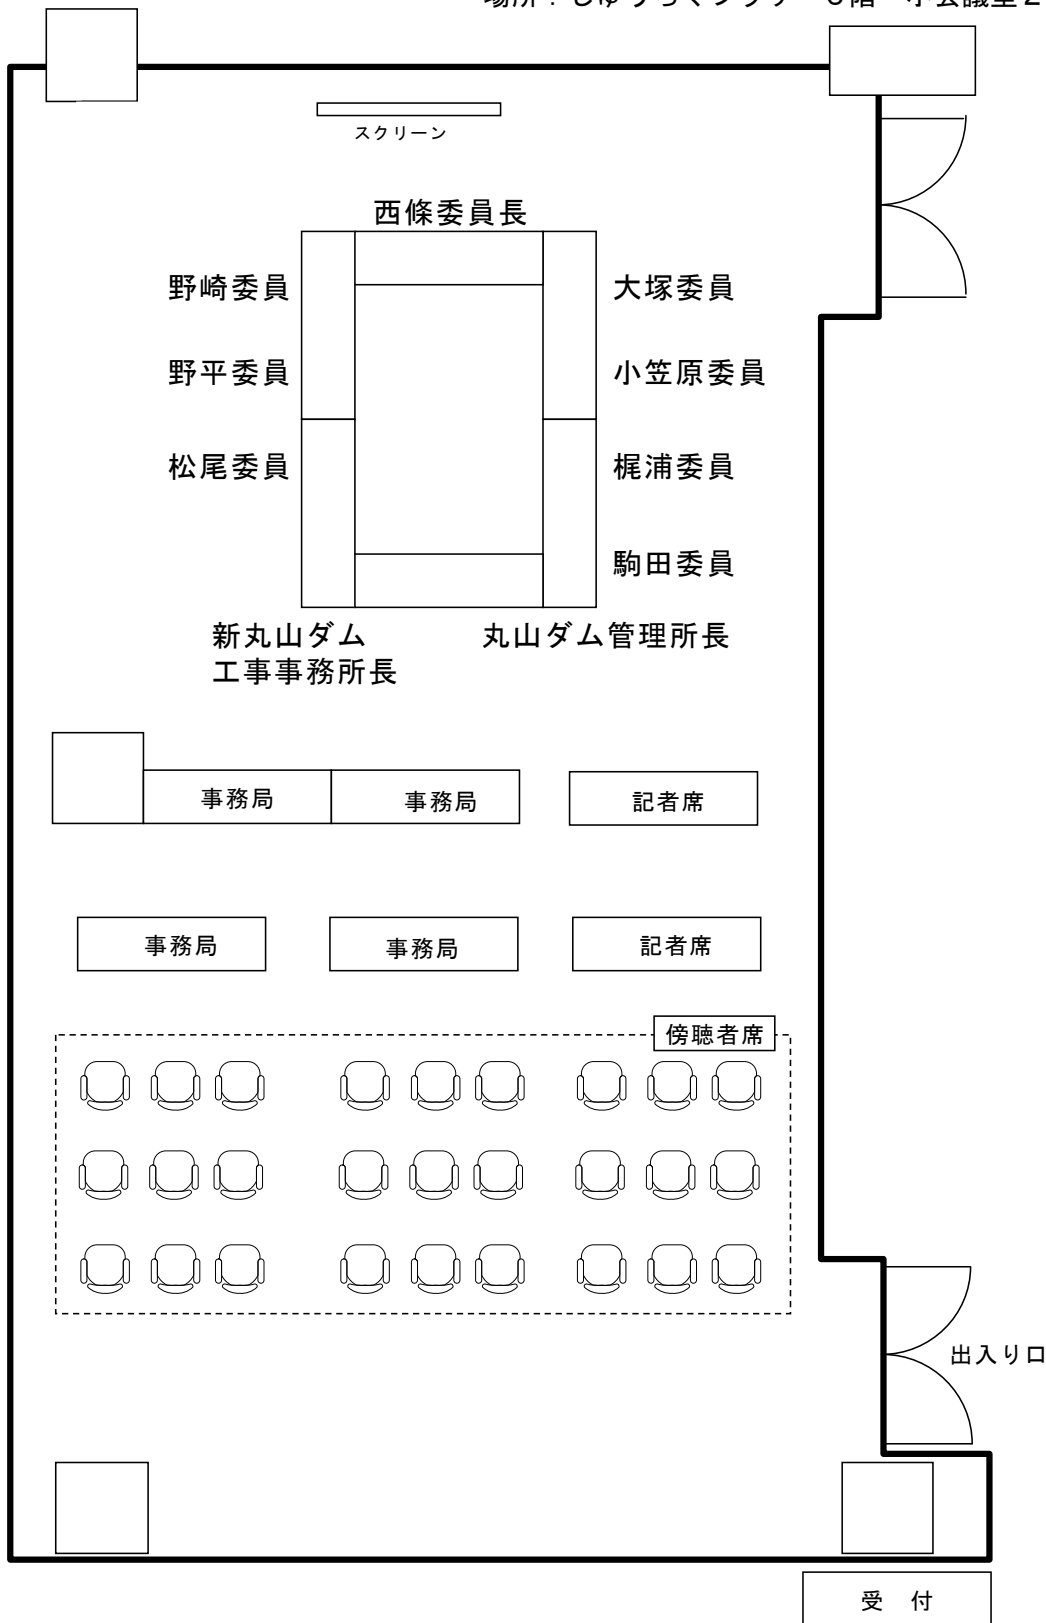 スクリーン
西條委員長
野崎委員
大塚委員
野平委員
小笠原委員
松尾委員
梶浦委員
駒田委員
新丸山ダム
工事事務所長
丸山ダム管理所長
事務局
事務局
記者席
事務局
事務局
記者席
傍聴者席
出入り口
受 付